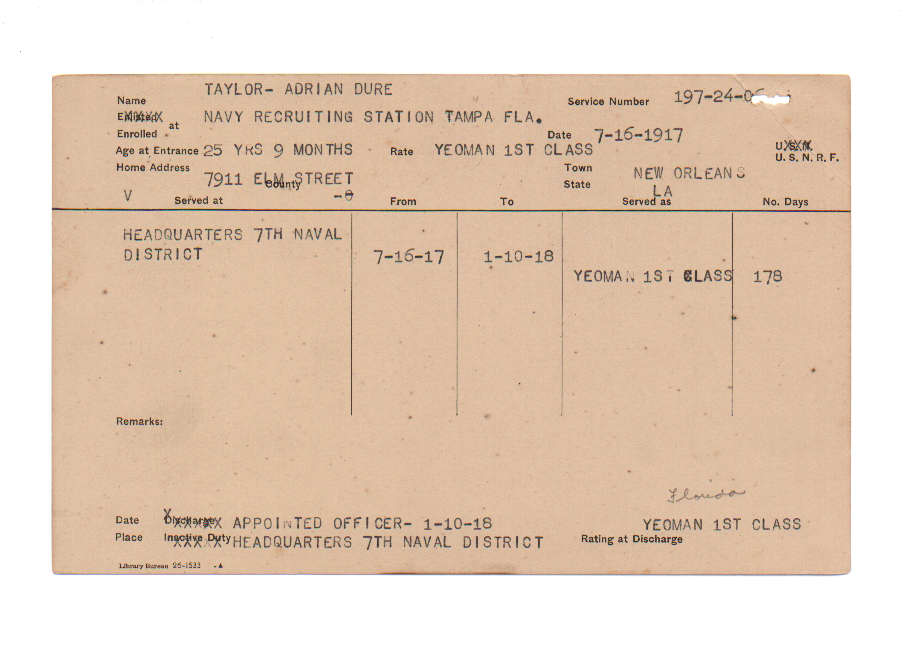 TAYLOR- ADRIAN DURE
Name
Service Number 197-24-0
Enlisted at NAVY RECRUITING STATION TAMPA FLA.
Enrolled
Date 7-16-1917
Age at Entrance 25 YRS 9 MONTHS Rate YEOMAN 1ST CLASS
U.S.N.
U. S. N. R. F.
Home Address 7911 ELM STREET Town NEW ORLEANS
County State LA
V Served at From To Served as No. Days
HEADQUARTERS 7TH NAVAL
DISTRICT 7-16-17 1-10-18
YEOMAN 1ST CLASS 178
Remarks:
Florida
Date Discharge APPOINTED OFFICER- 1-10-18 YEOMAN 1ST CLASS
Place Inactive Duty HEADQUARTERS 7TH NAVAL DISTRICT Rating at Discharge
Library Bureau 26-1533 -A